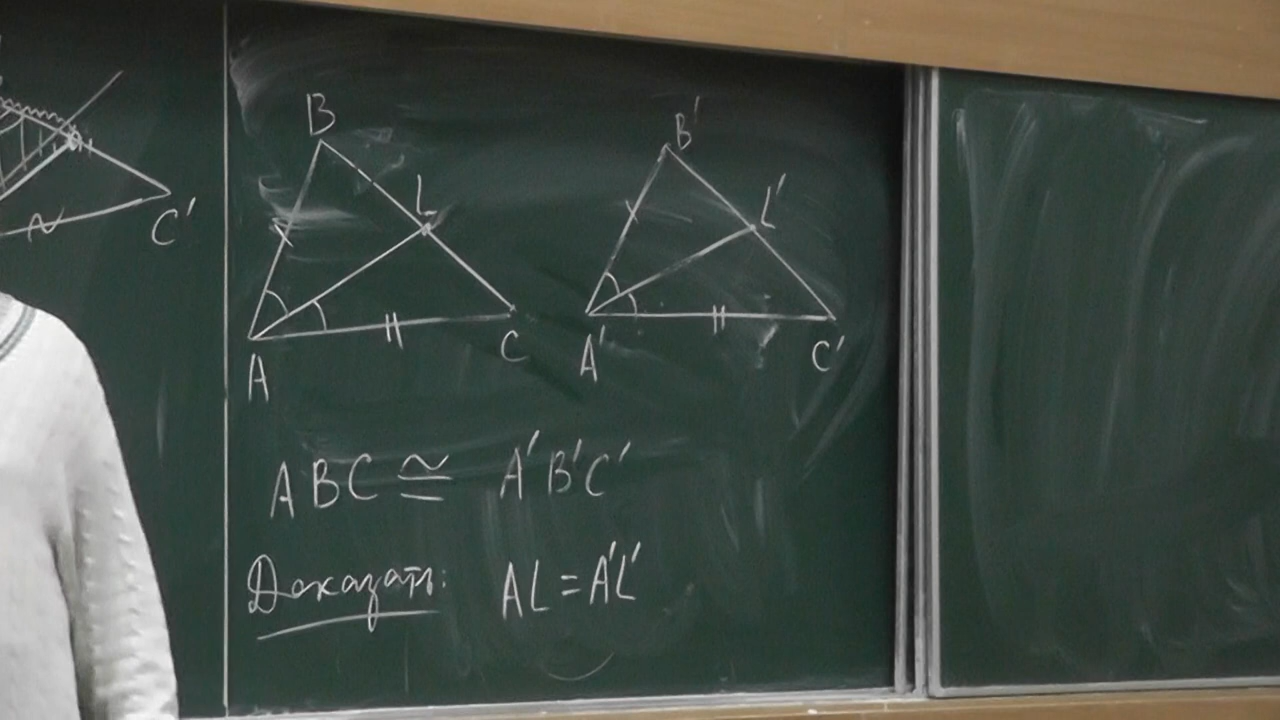 C'
B
L
A
C
B'
L'
A'
C'
ABC ≅ A'B'C'
Доказать: AL = A'L'